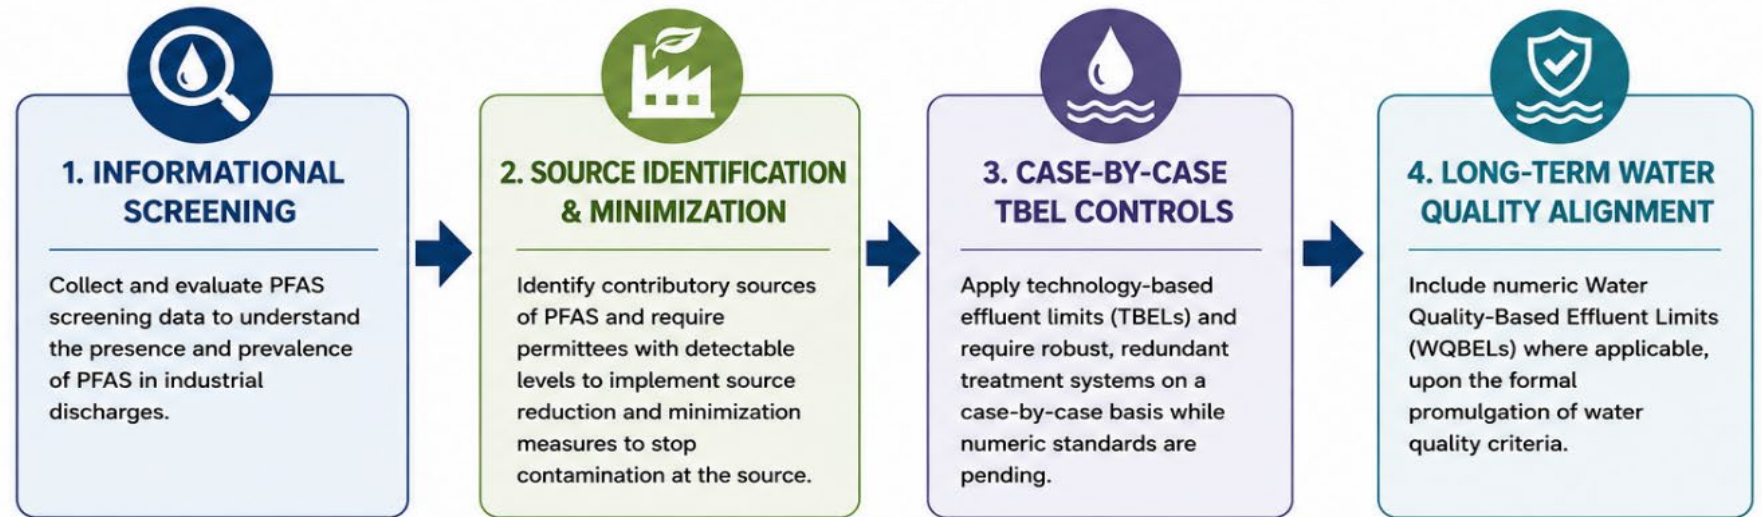 1. INFORMATIONAL
SCREENING
Collect and evaluate PFAS
screening data to understand
the presence and prevalence
of PFAS in industrial
discharges.
2. SOURCE IDENTIFICATION
& MINIMIZATION
Identify contributory sources
of PFAS and require
permittees with detectable
levels to implement source
reduction and minimization
measures to stop
contamination at the source.
3. CASE-BY-CASE
TBEL CONTROLS
Apply technology-based
effluent limits (TBELs) and
require robust, redundant
treatment systems on a
case-by-case basis while
numeric standards are
pending.
4. LONG-TERM WATER
QUALITY ALIGNMENT
Include numeric Water
Quality-Based Effluent Limits
(WQBELs) where applicable,
upon the formal
promulgation of water
quality criteria.